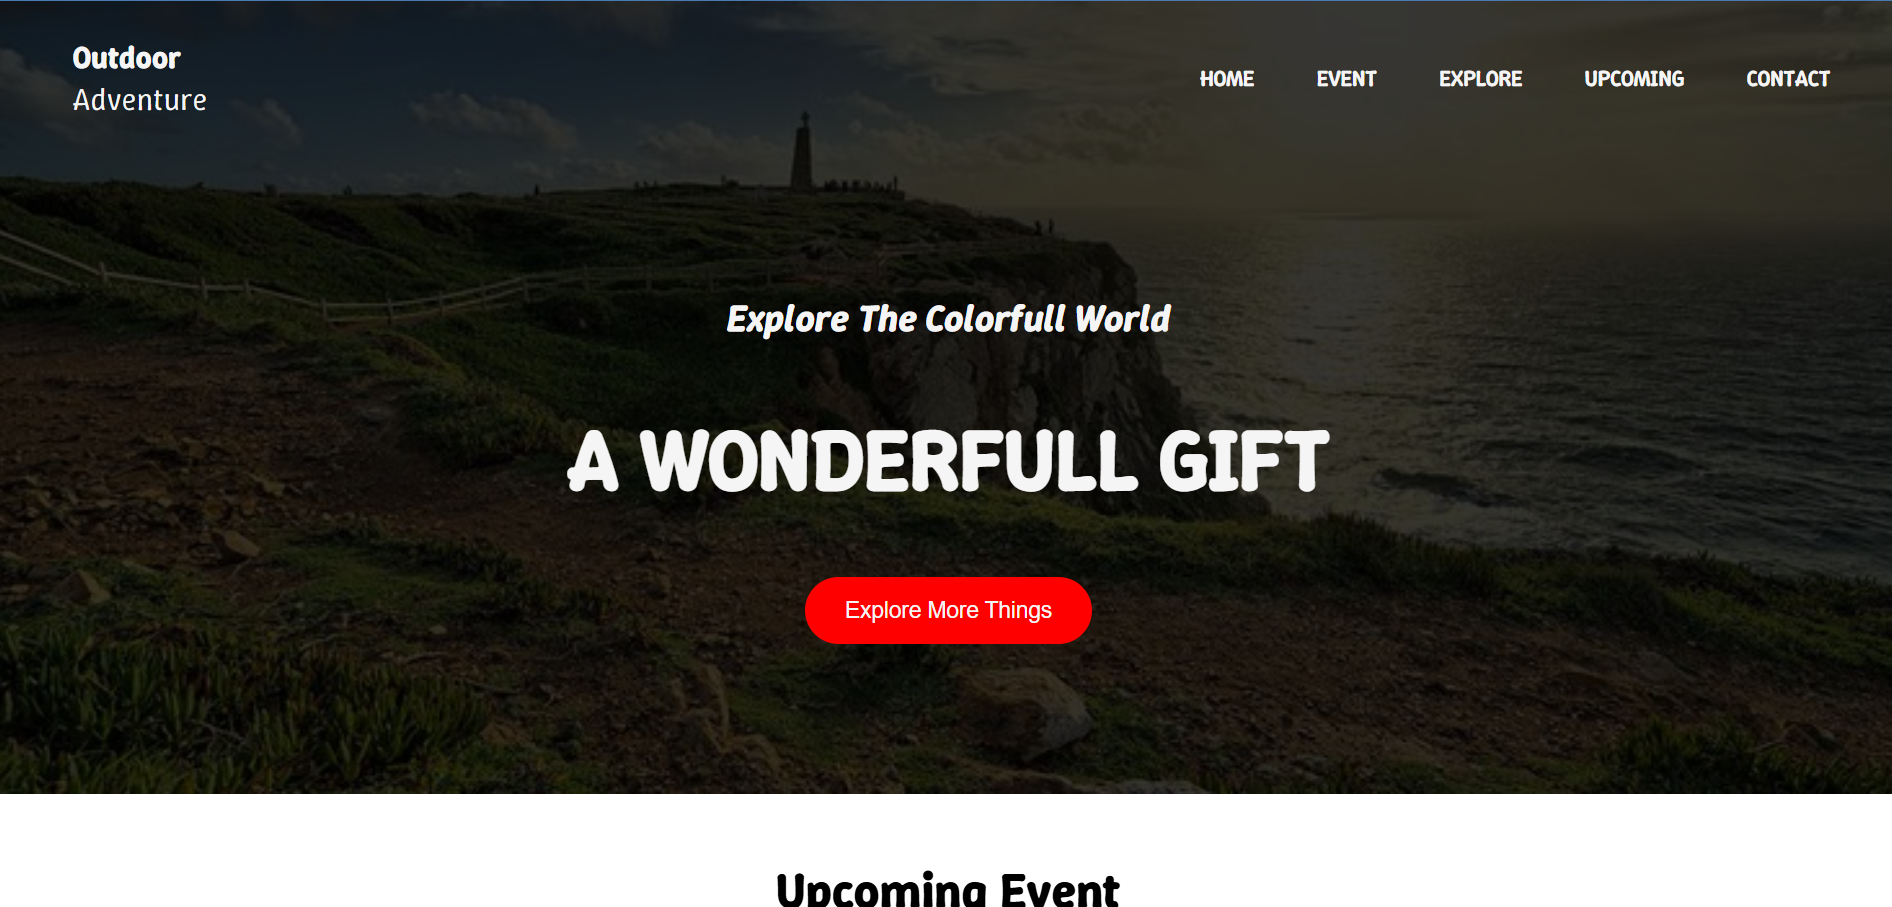 Outdoor
Adventure
HOME EVENT EXPLORE UPCOMING CONTACT
Explore The Colorfull World
A WONDERFULL GIFT
Explore More Things
Upcoming Event